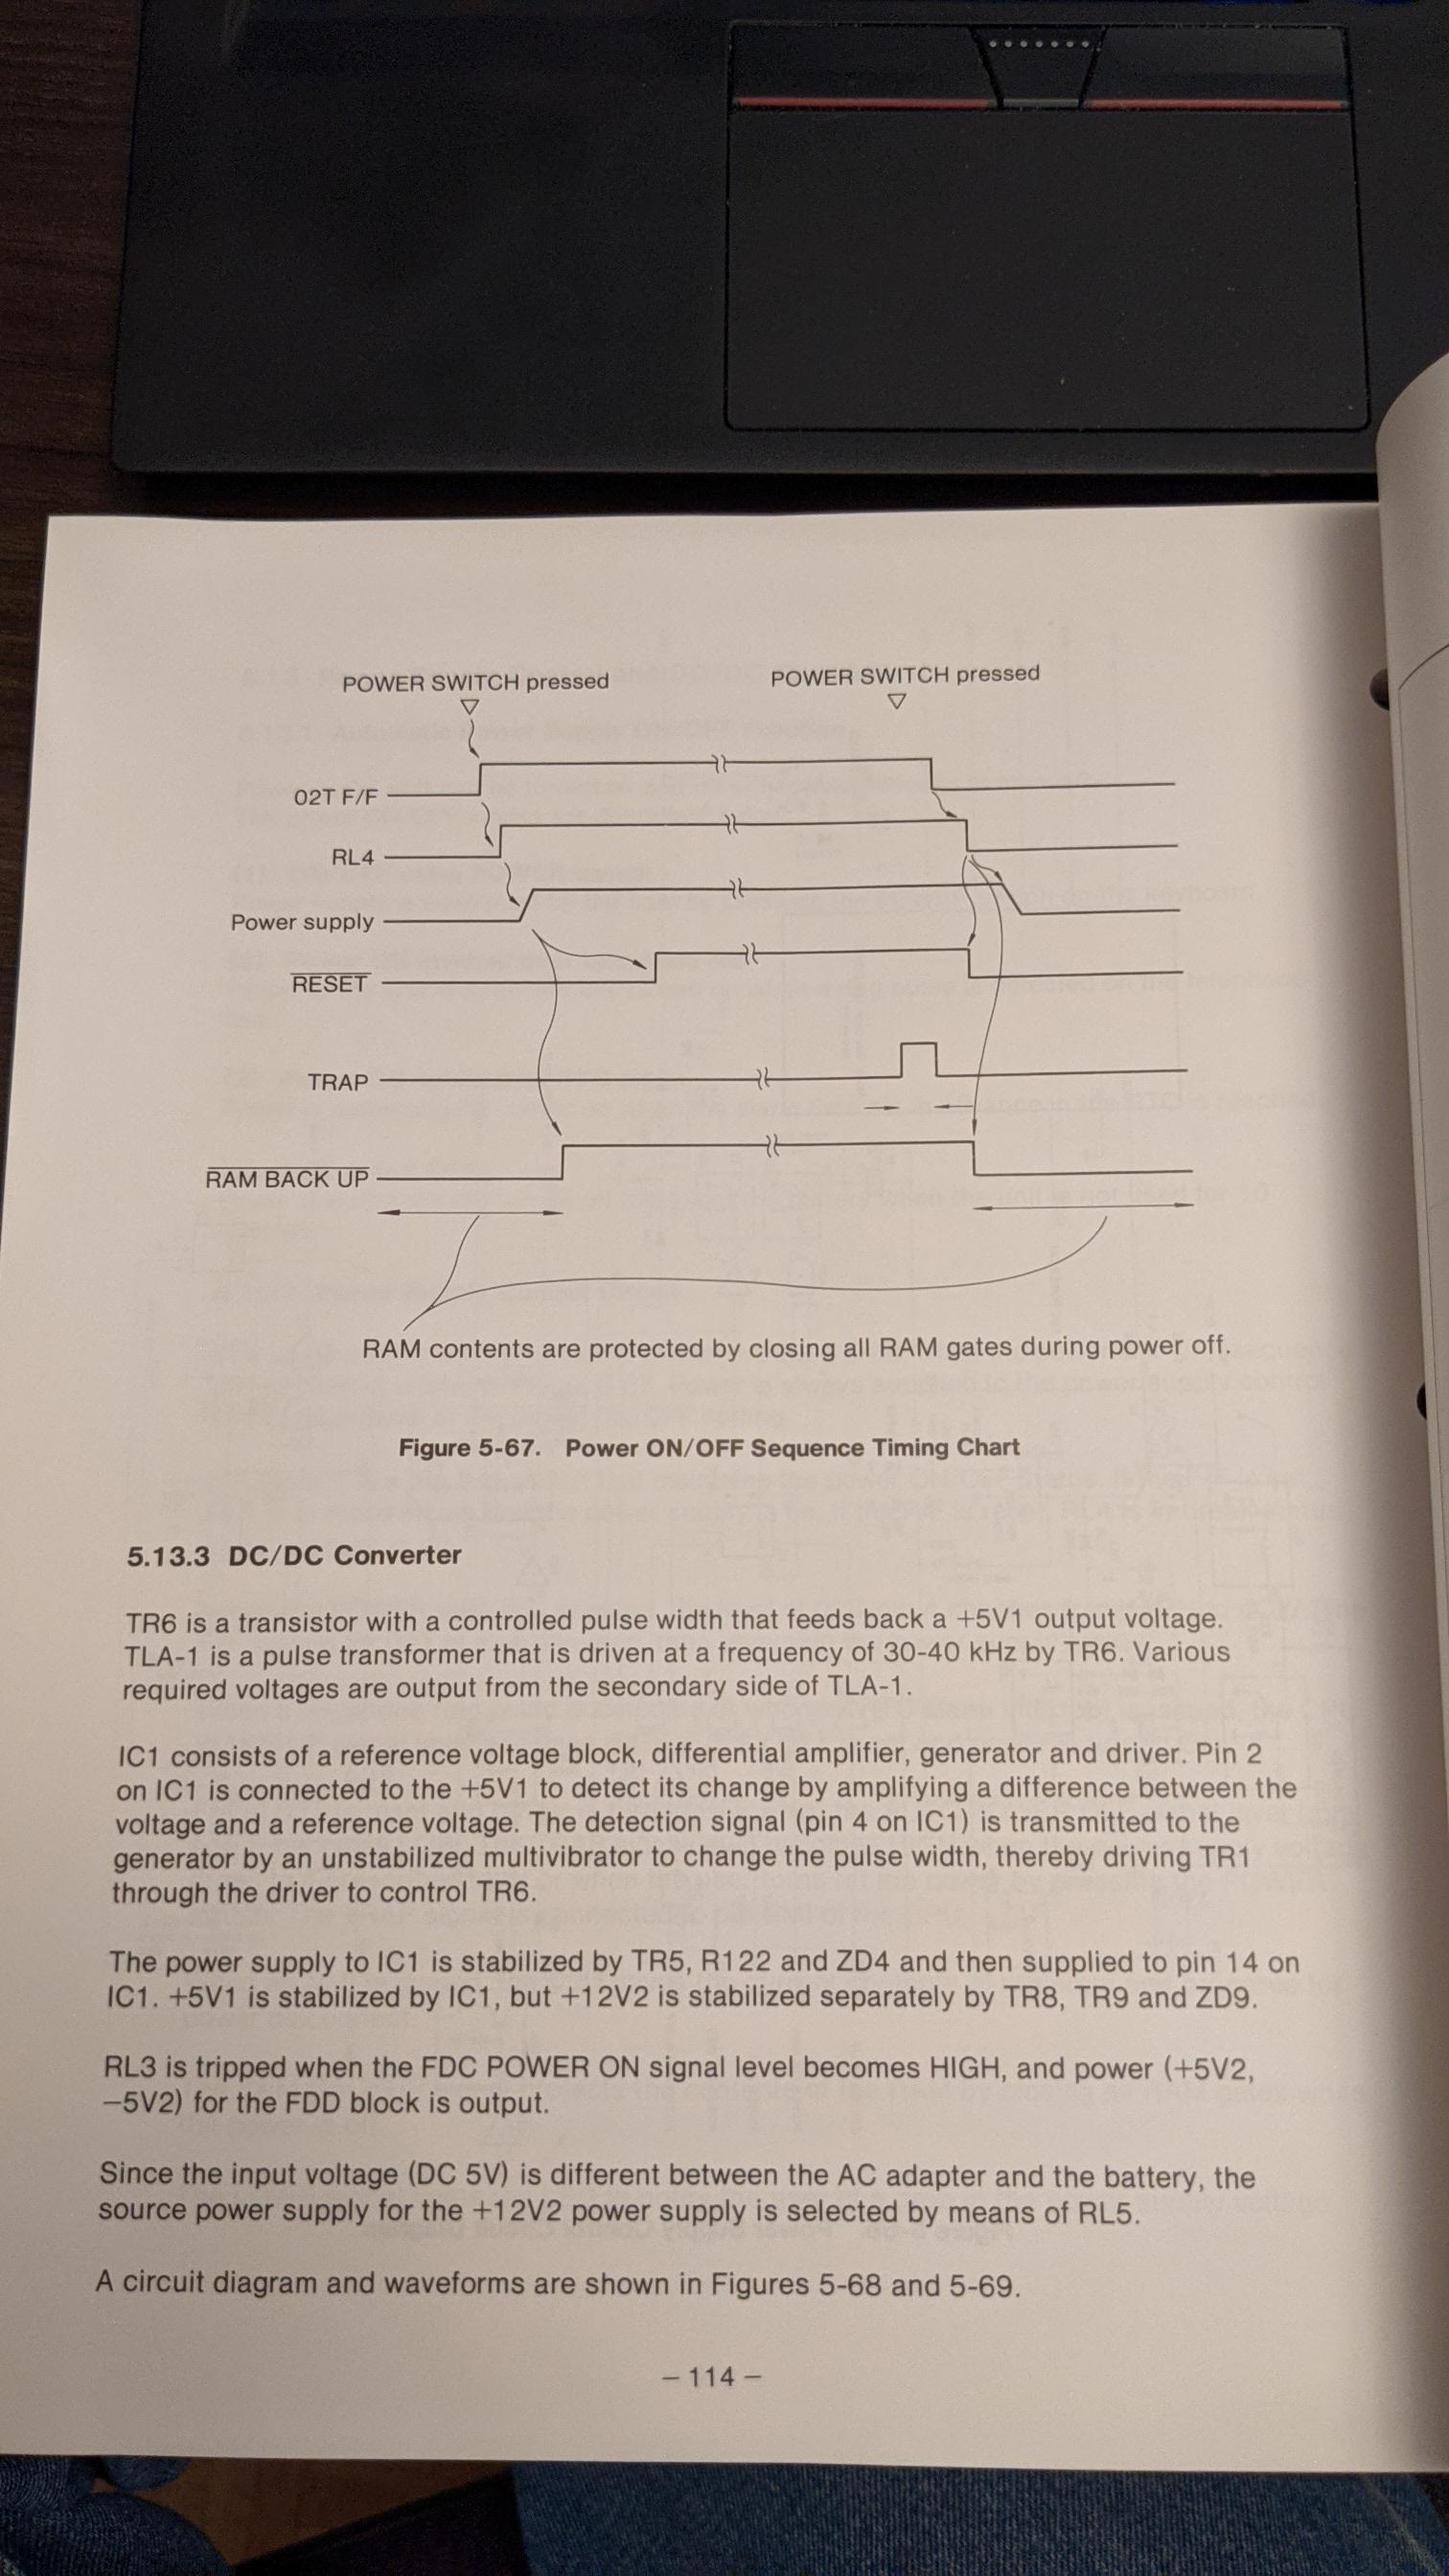 POWER SWITCH pressed
POWER SWITCH pressed
02T F/F
RL4
Power supply
RESET
TRAP
RAM BACK UP
RAM contents are protected by closing all RAM gates during power off.
Figure 5-67. Power ON/OFF Sequence Timing Chart
5.13.3 DC/DC Converter
TR6 is a transistor with a controlled pulse width that feeds back a +5V1 output voltage.
TLA-1 is a pulse transformer that is driven at a frequency of 30-40 kHz by TR6. Various
required voltages are output from the secondary side of TLA-1.
IC1 consists of a reference voltage block, differential amplifier, generator and driver. Pin 2
on IC1 is connected to the +5V1 to detect its change by amplifying a difference between the
voltage and a reference voltage. The detection signal (pin 4 on IC1) is transmitted to the
generator by an unstabilized multivibrator to change the pulse width, thereby driving TR1
through the driver to control TR6.
The power supply to IC1 is stabilized by TR5, R122 and ZD4 and then supplied to pin 14 on
IC1. +5V1 is stabilized by IC1, but +12V2 is stabilized separately by TR8, TR9 and ZD9.
RL3 is tripped when the FDC POWER ON signal level becomes HIGH, and power (+5V2,
−5V2) for the FDD block is output.
Since the input voltage (DC 5V) is different between the AC adapter and the battery, the
source power supply for the +12V2 power supply is selected by means of RL5.
A circuit diagram and waveforms are shown in Figures 5-68 and 5-69.
– 114 –